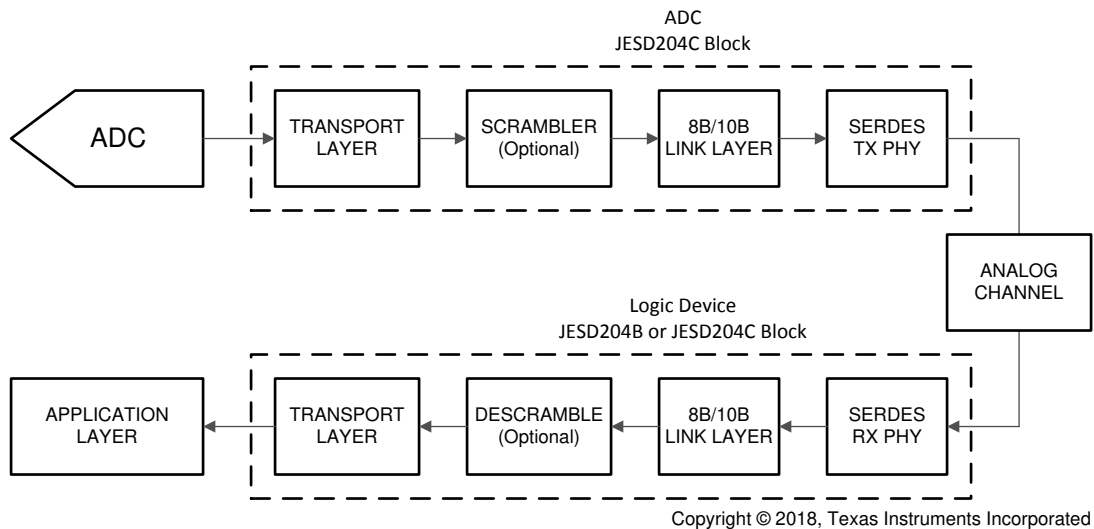 ADC
JESD204C Block
ADC
TRANSPORT
LAYER
SCRAMBLER
(Optional)
8B/10B
LINK LAYER
SERDES
TX PHY
ANALOG
CHANNEL
Logic Device
JESD204B or JESD204C Block
APPLICATION
LAYER
TRANSPORT
LAYER
DESCRAMBLE
(Optional)
8B/10B
LINK LAYER
SERDES
RX PHY
Copyright © 2018, Texas Instruments Incorporated